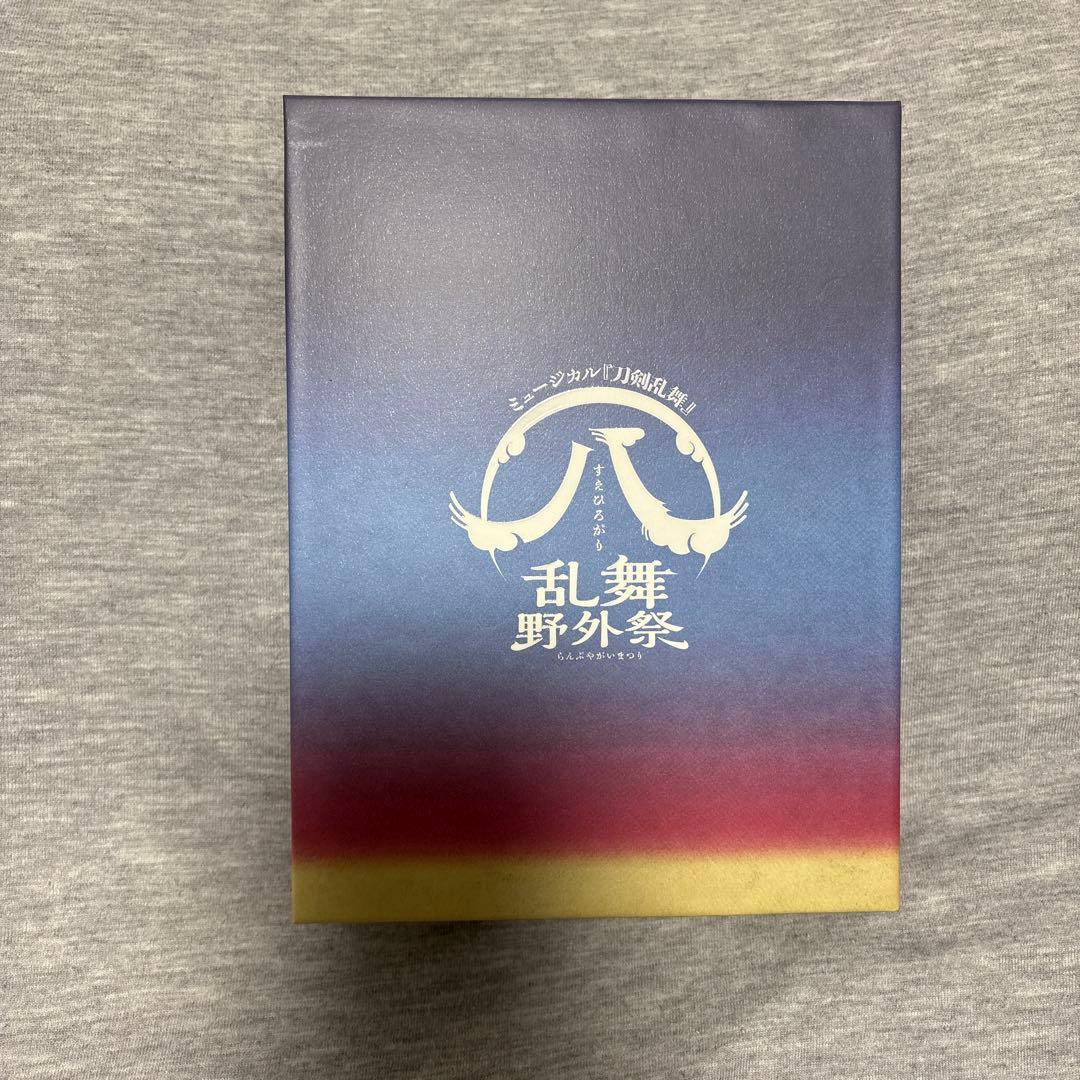 ミュージカル『刀剣乱舞』
八
すゑひろがり
乱舞
野外祭
らんぶやがいまつり